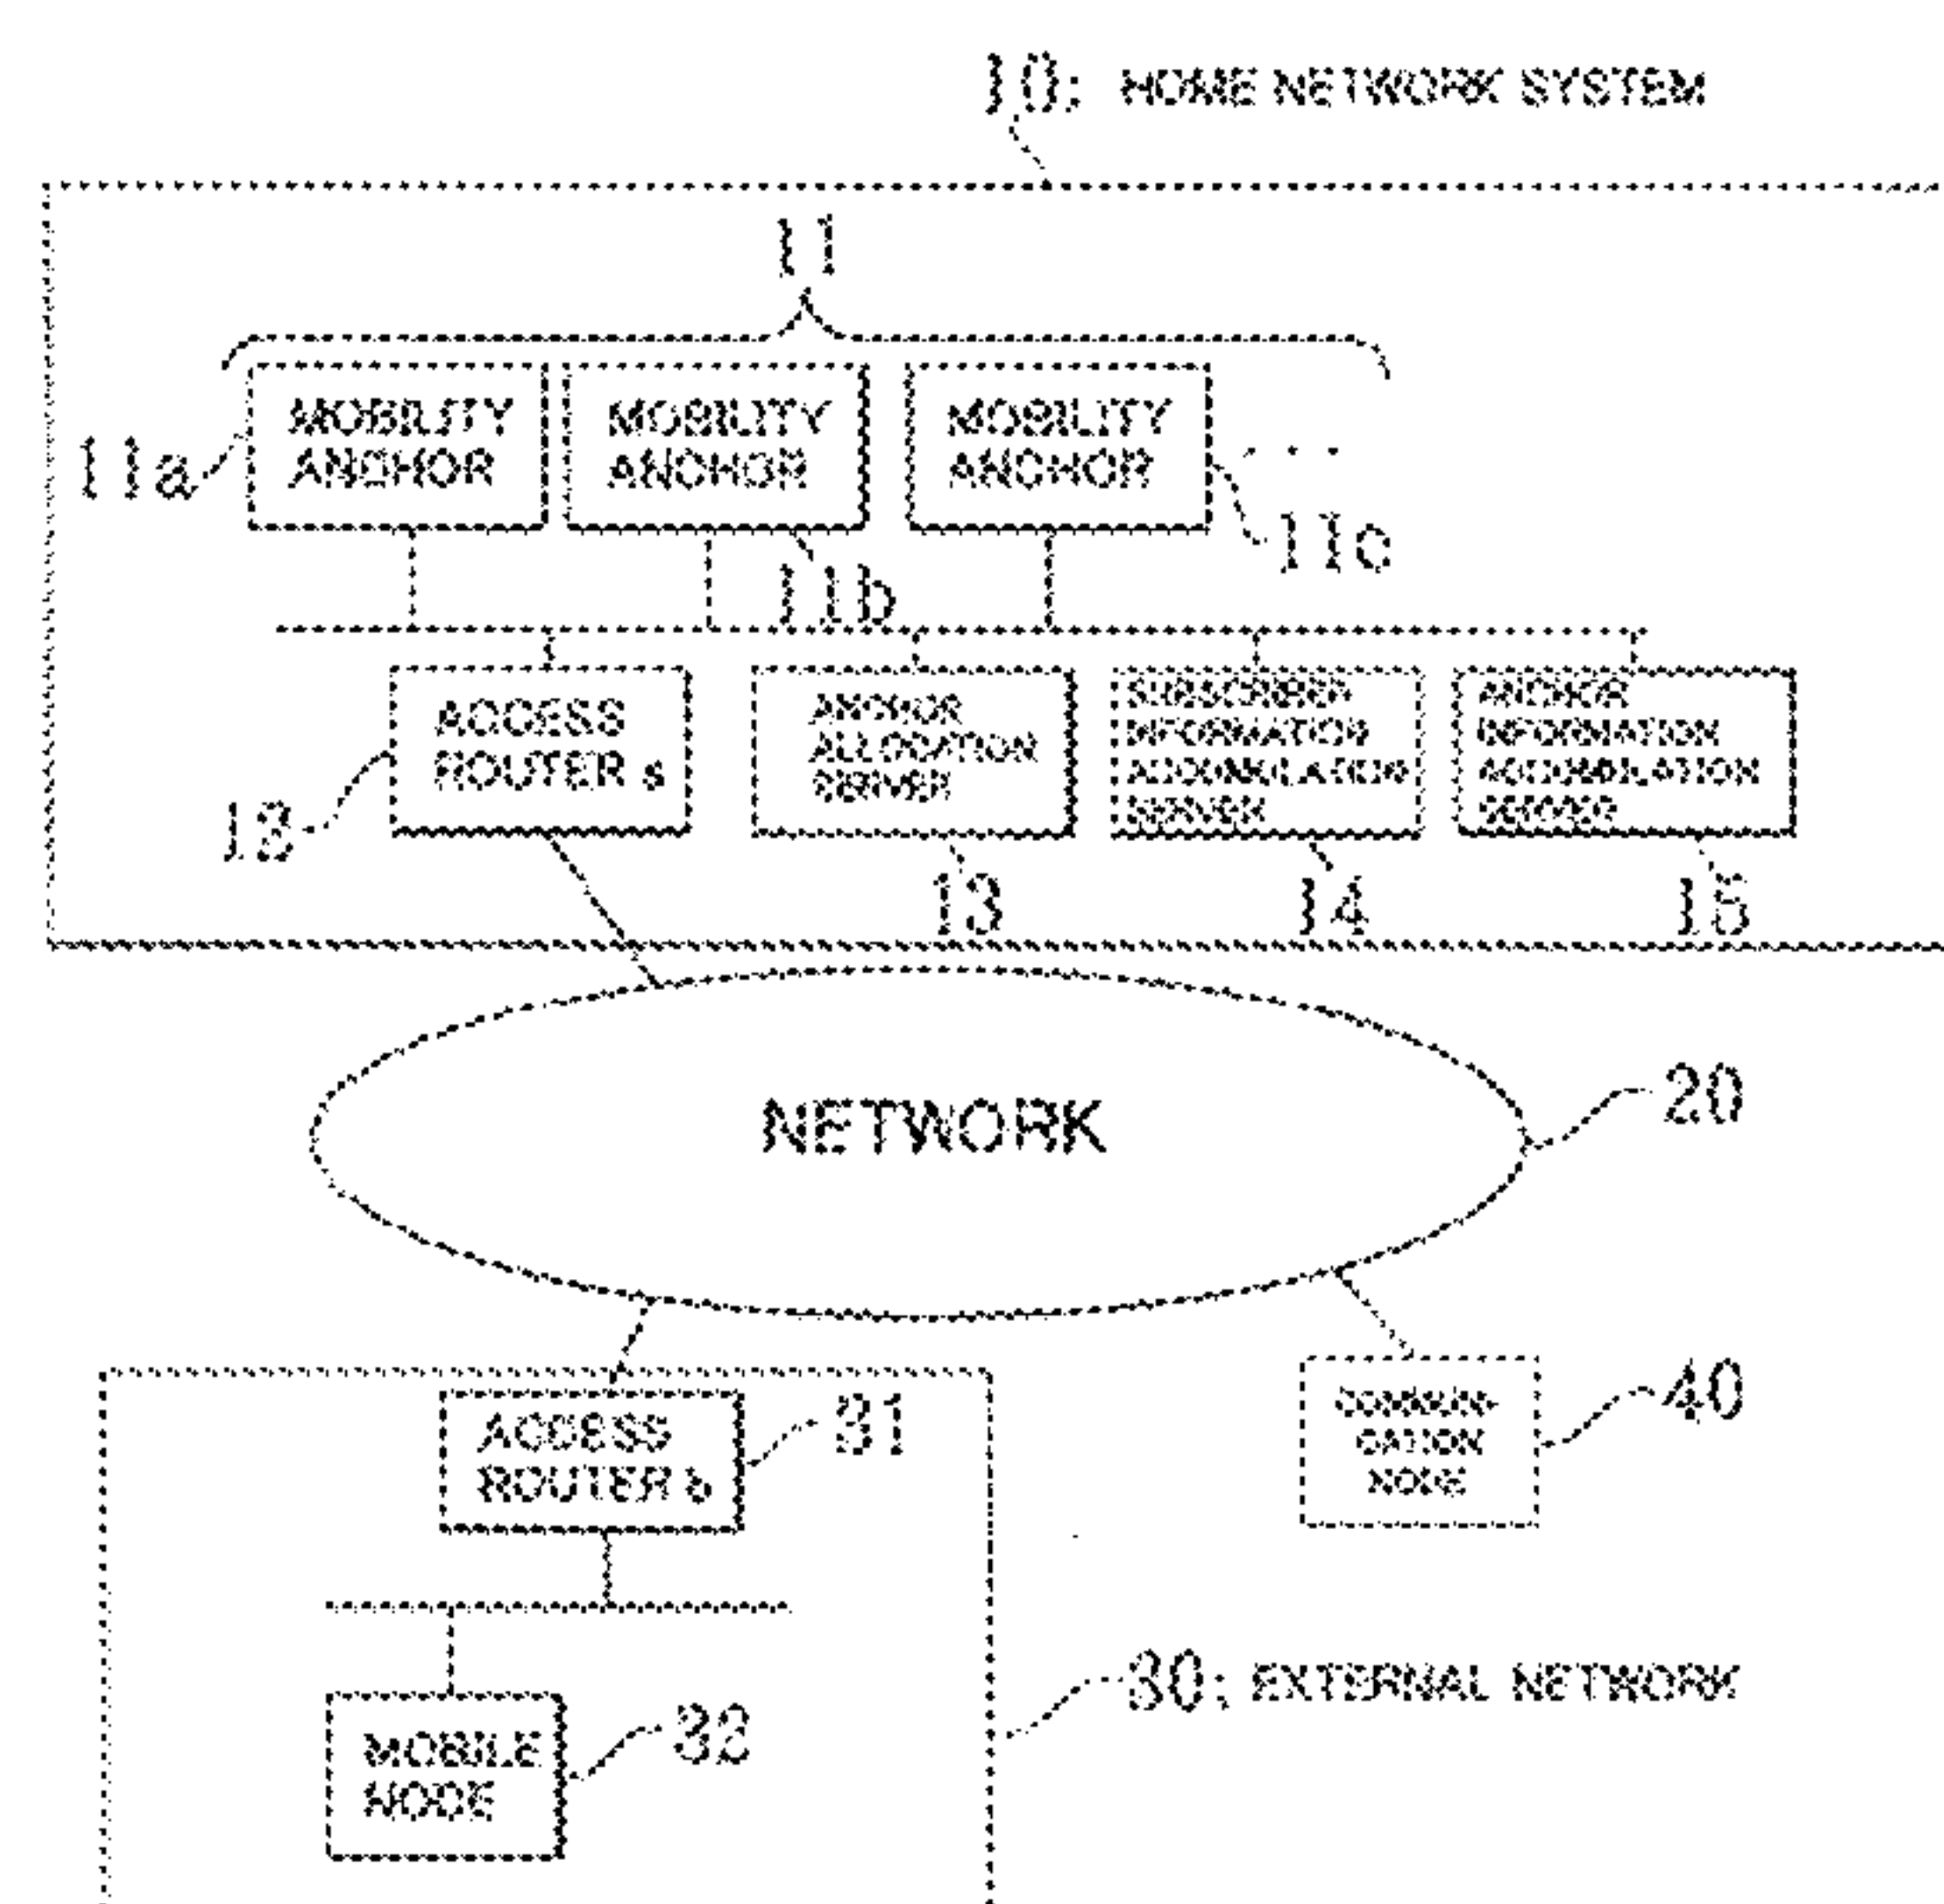 10: HOME NETWORK SYSTEM
11
MOBILITY
ANCHOR
MOBILITY
ANCHOR
MOBILITY
ANCHOR
...
11a
11b
11c
ACCESS
ROUTER
ANCHOR
ALLOCATION
SERVER
SUBSCRIBER
INFORMATION
ACCUMULATION
SERVER
ANCHOR
INFORMATION
ACCUMULATION
SERVER
13
14
15
NETWORK
20
ACCESS
ROUTER b
31
COMMUNI-
CATION
NODE
40
30: EXTERNAL NETWORK
MOBILE
NODE
32